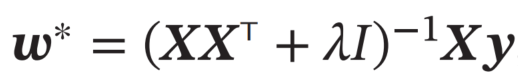 w* = (XX⊤ + λI)⁻¹Xy